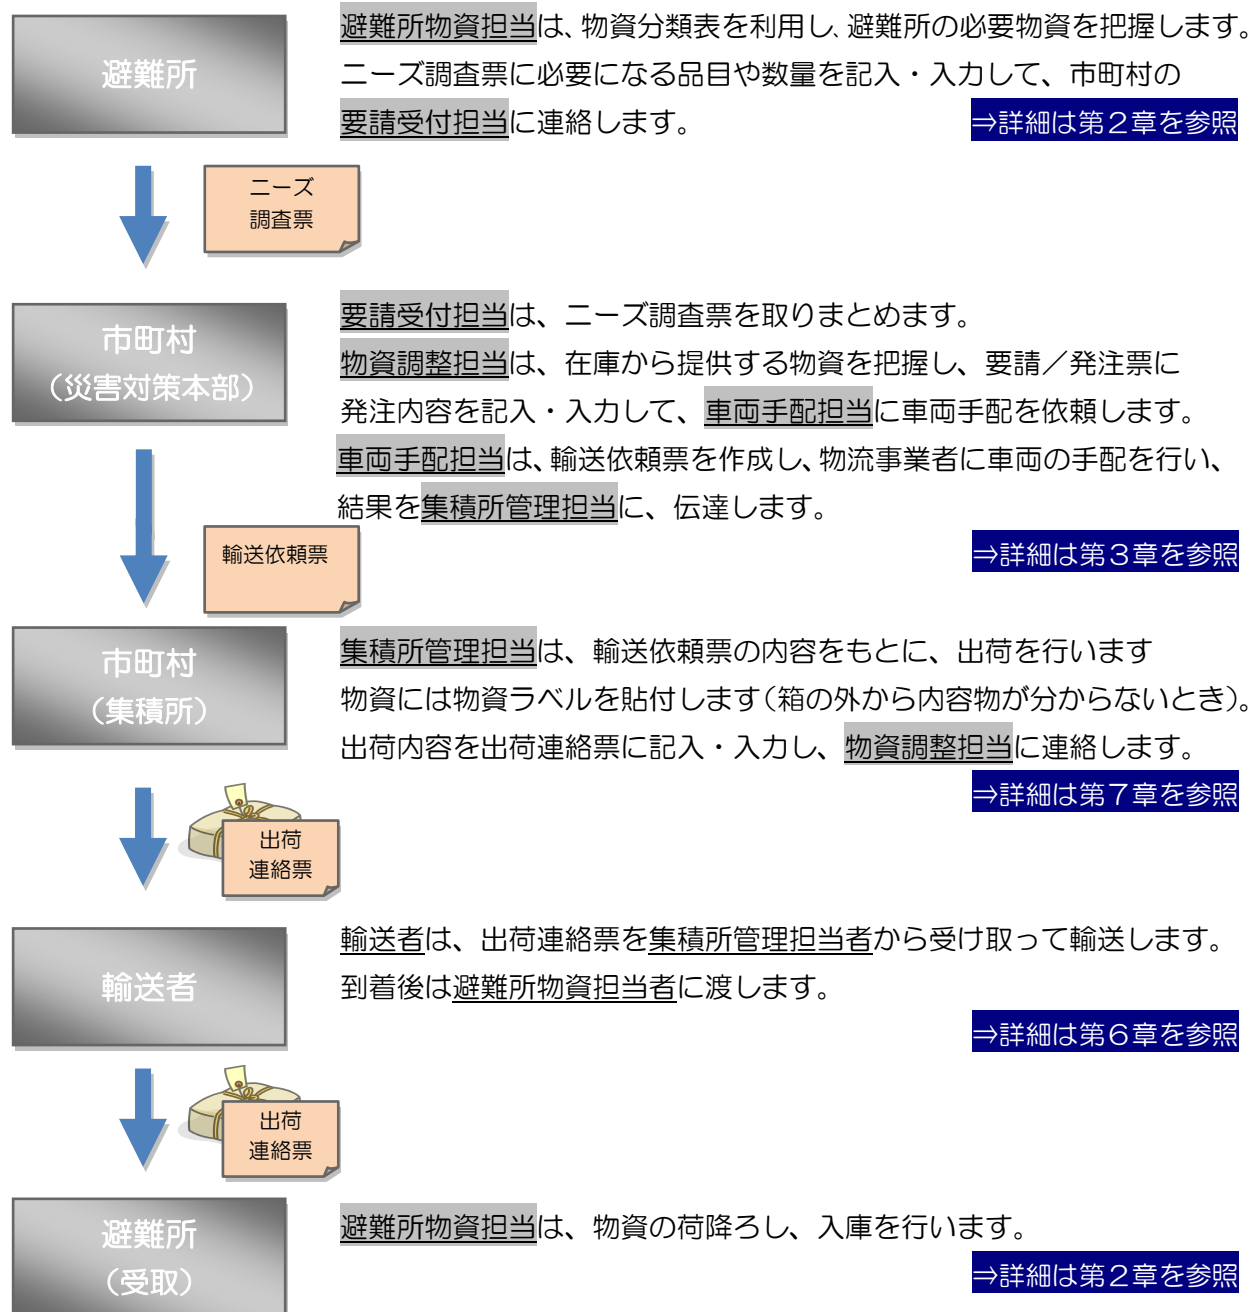 避難所
避難所物資担当は、物資分類表を利用し、避難所の必要物資を把握します。
ニーズ調査票に必要になる品目や数量を記入・入力して、市町村の
要請受付担当に連絡します。
⇒詳細は第２章を参照
ニーズ
調査票
市町村
（災害対策本部）
要請受付担当は、ニーズ調査票を取りまとめます。
物資調整担当は、在庫から提供する物資を把握し、要請／発注票に
発注内容を記入・入力して、車両手配担当に車両手配を依頼します。
車両手配担当は、輸送依頼票を作成し、物流事業者に車両の手配を行い、
結果を集積所管理担当に、伝達します。
⇒詳細は第３章を参照
輸送依頼票
市町村
（集積所）
集積所管理担当は、輸送依頼票の内容をもとに、出荷を行います
物資には物資ラベルを貼付します（箱の外から内容物が分からないとき）。
出荷内容を出荷連絡票に記入・入力し、物資調整担当に連絡します。
⇒詳細は第７章を参照
出荷
連絡票
輸送者
輸送者は、出荷連絡票を集積所管理担当者から受け取って輸送します。
到着後は避難所物資担当者に渡します。
⇒詳細は第６章を参照
出荷
連絡票
避難所
（受取）
避難所物資担当は、物資の荷降ろし、入庫を行います。
⇒詳細は第２章を参照